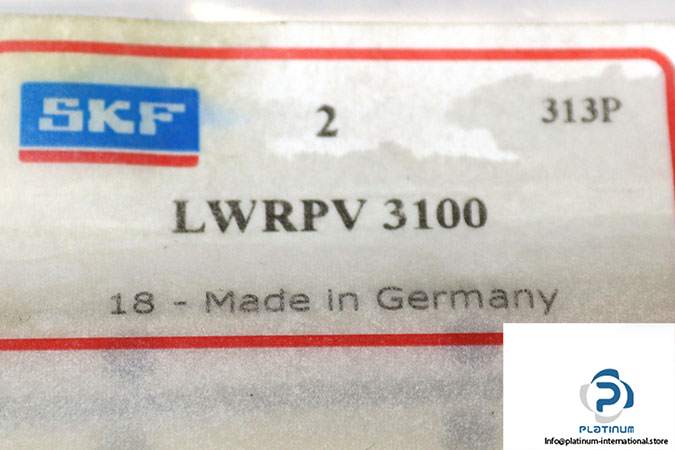 SKF 2 313P
LWRPV 3100
18 - Made in Germany
PLATINUM
Info@platinum-international.store